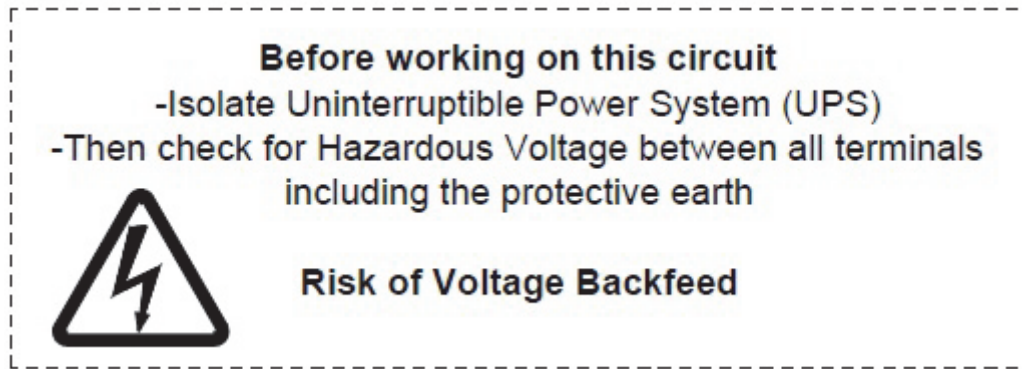 Before working on this circuit
-Isolate Uninterruptible Power System (UPS)
-Then check for Hazardous Voltage between all terminals
including the protective earth
Risk of Voltage Backfeed